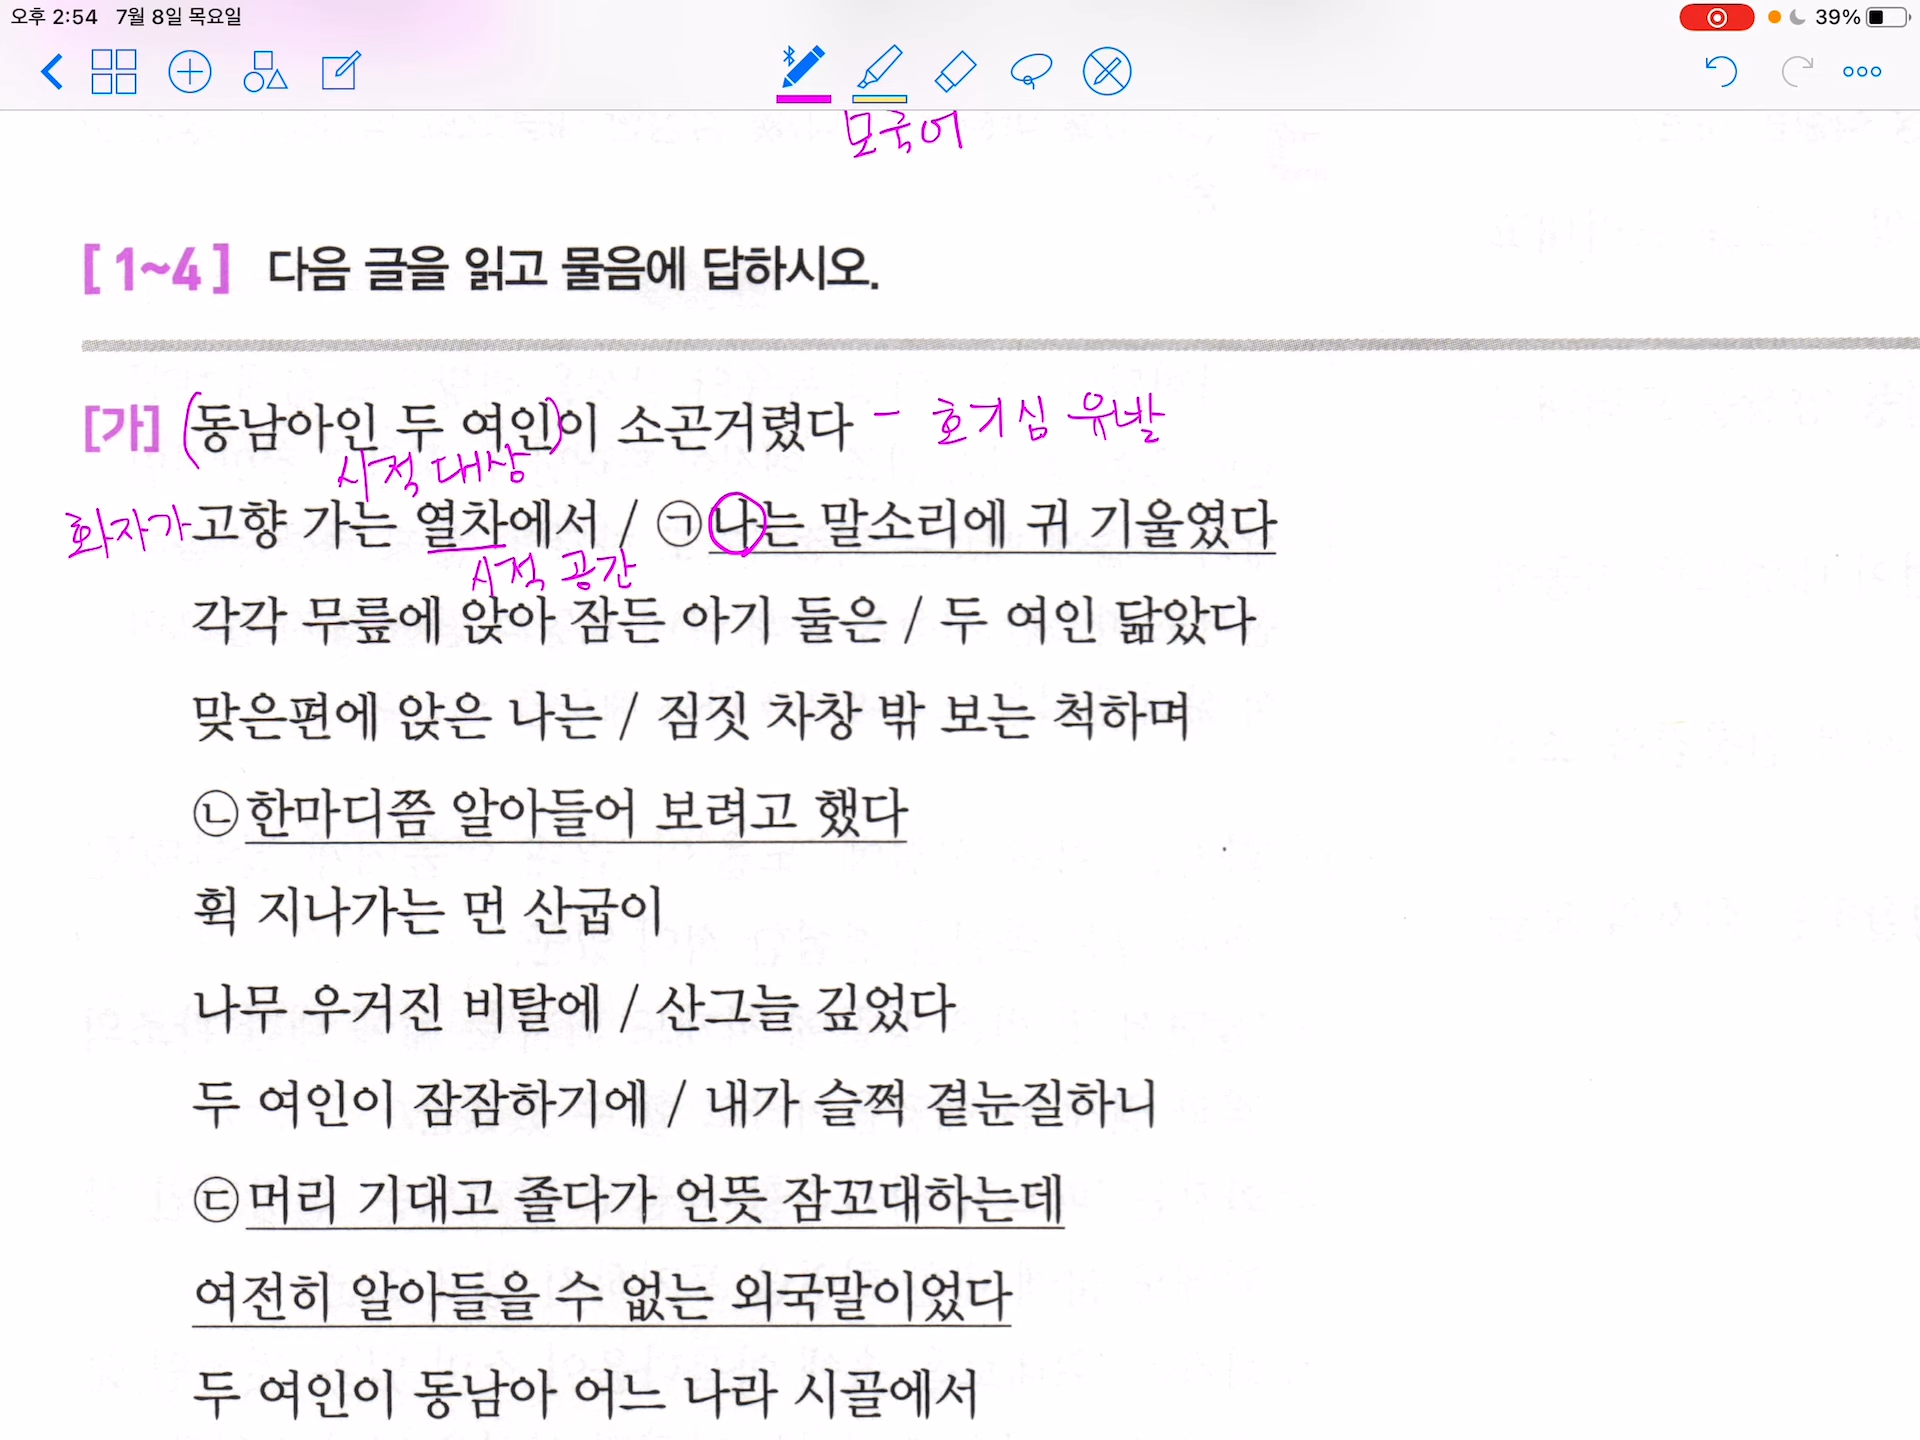 오후 2:54 7월 8일 목요일
39%
모국어
[1~4] 다음 글을 읽고 물음에 답하시오.
[가] (동남아인 두 여인)이 소곤거렸다 - 호기심 유발
시적 대상
화자가 고향 가는 열차에서 / ㉠나는 말소리에 귀 기울였다
시적 공간
각각 무릎에 앉아 잠든 아기 둘은 / 두 여인 닮았다
맞은편에 앉은 나는 / 짐짓 차창 밖 보는 척하며
㉡한마디쯤 알아들어 보려고 했다
휙 지나가는 먼 산굽이
나무 우거진 비탈에 / 산그늘 깊었다
두 여인이 잠잠하기에 / 내가 슬쩍 곁눈질하니
㉢머리 기대고 졸다가 언뜻 잠꼬대하는데
여전히 알아들을 수 없는 외국말이었다
두 여인이 동남아 어느 나라 시골에서